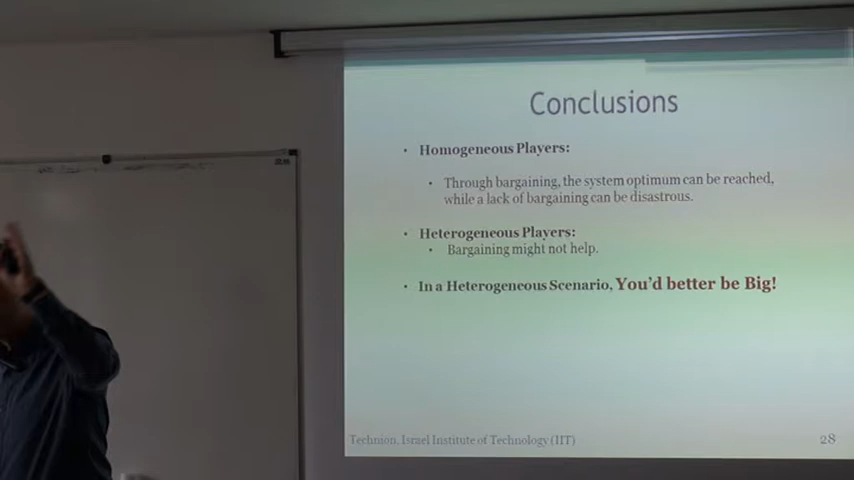 Conclusions
• Homogeneous Players:
• Through bargaining, the system optimum can be reached,
while a lack of bargaining can be disastrous.
• Heterogeneous Players:
• Bargaining might not help.
• In a Heterogeneous Scenario, You'd better be Big!
Technion, Israel Institute of Technology (IIT)
28